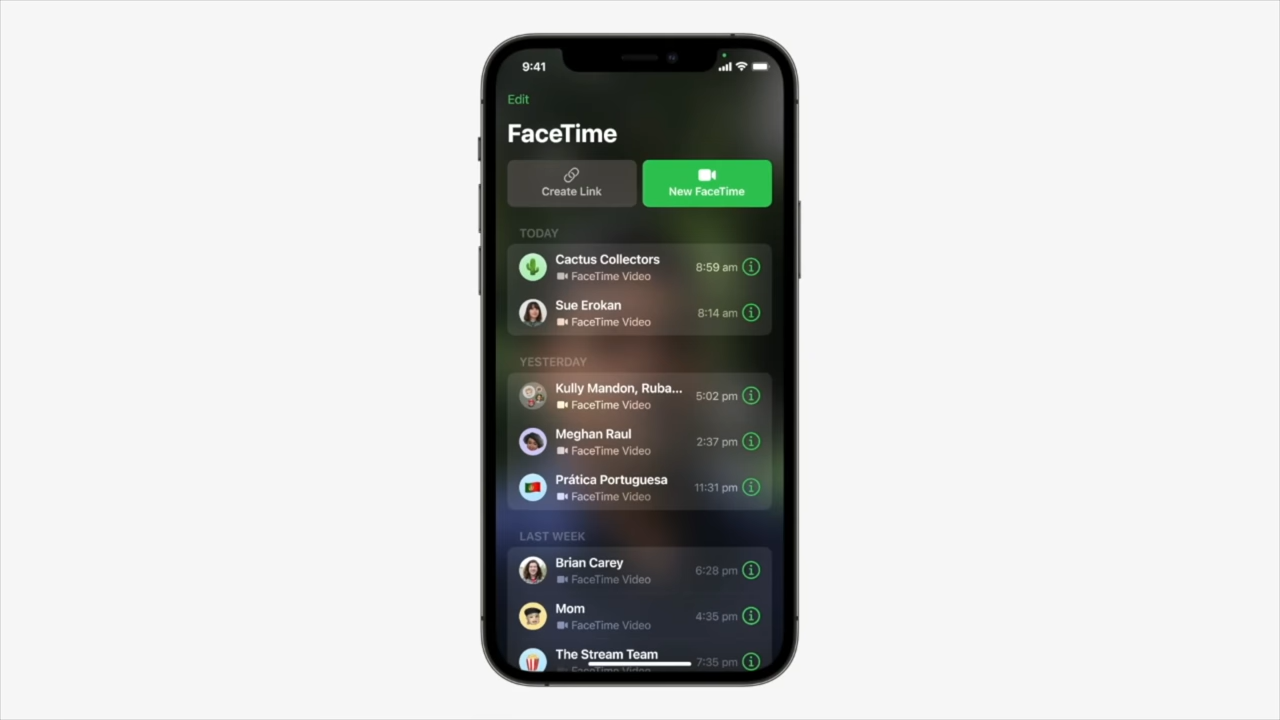 9:41
Edit
FaceTime
Create Link
New FaceTime
TODAY
Cactus Collectors
8:59 am
FaceTime Video
Sue Erokan
8:14 am
FaceTime Video
YESTERDAY
Kully Mandon, Ruba...
5:02 pm
FaceTime Video
Meghan Raul
2:37 pm
FaceTime Video
Prática Portuguesa
11:31 pm
FaceTime Video
LAST WEEK
Brian Carey
6:28 pm
FaceTime Video
Mom
4:35 pm
FaceTime Video
The Stream Team
7:35 pm
FaceTime Video